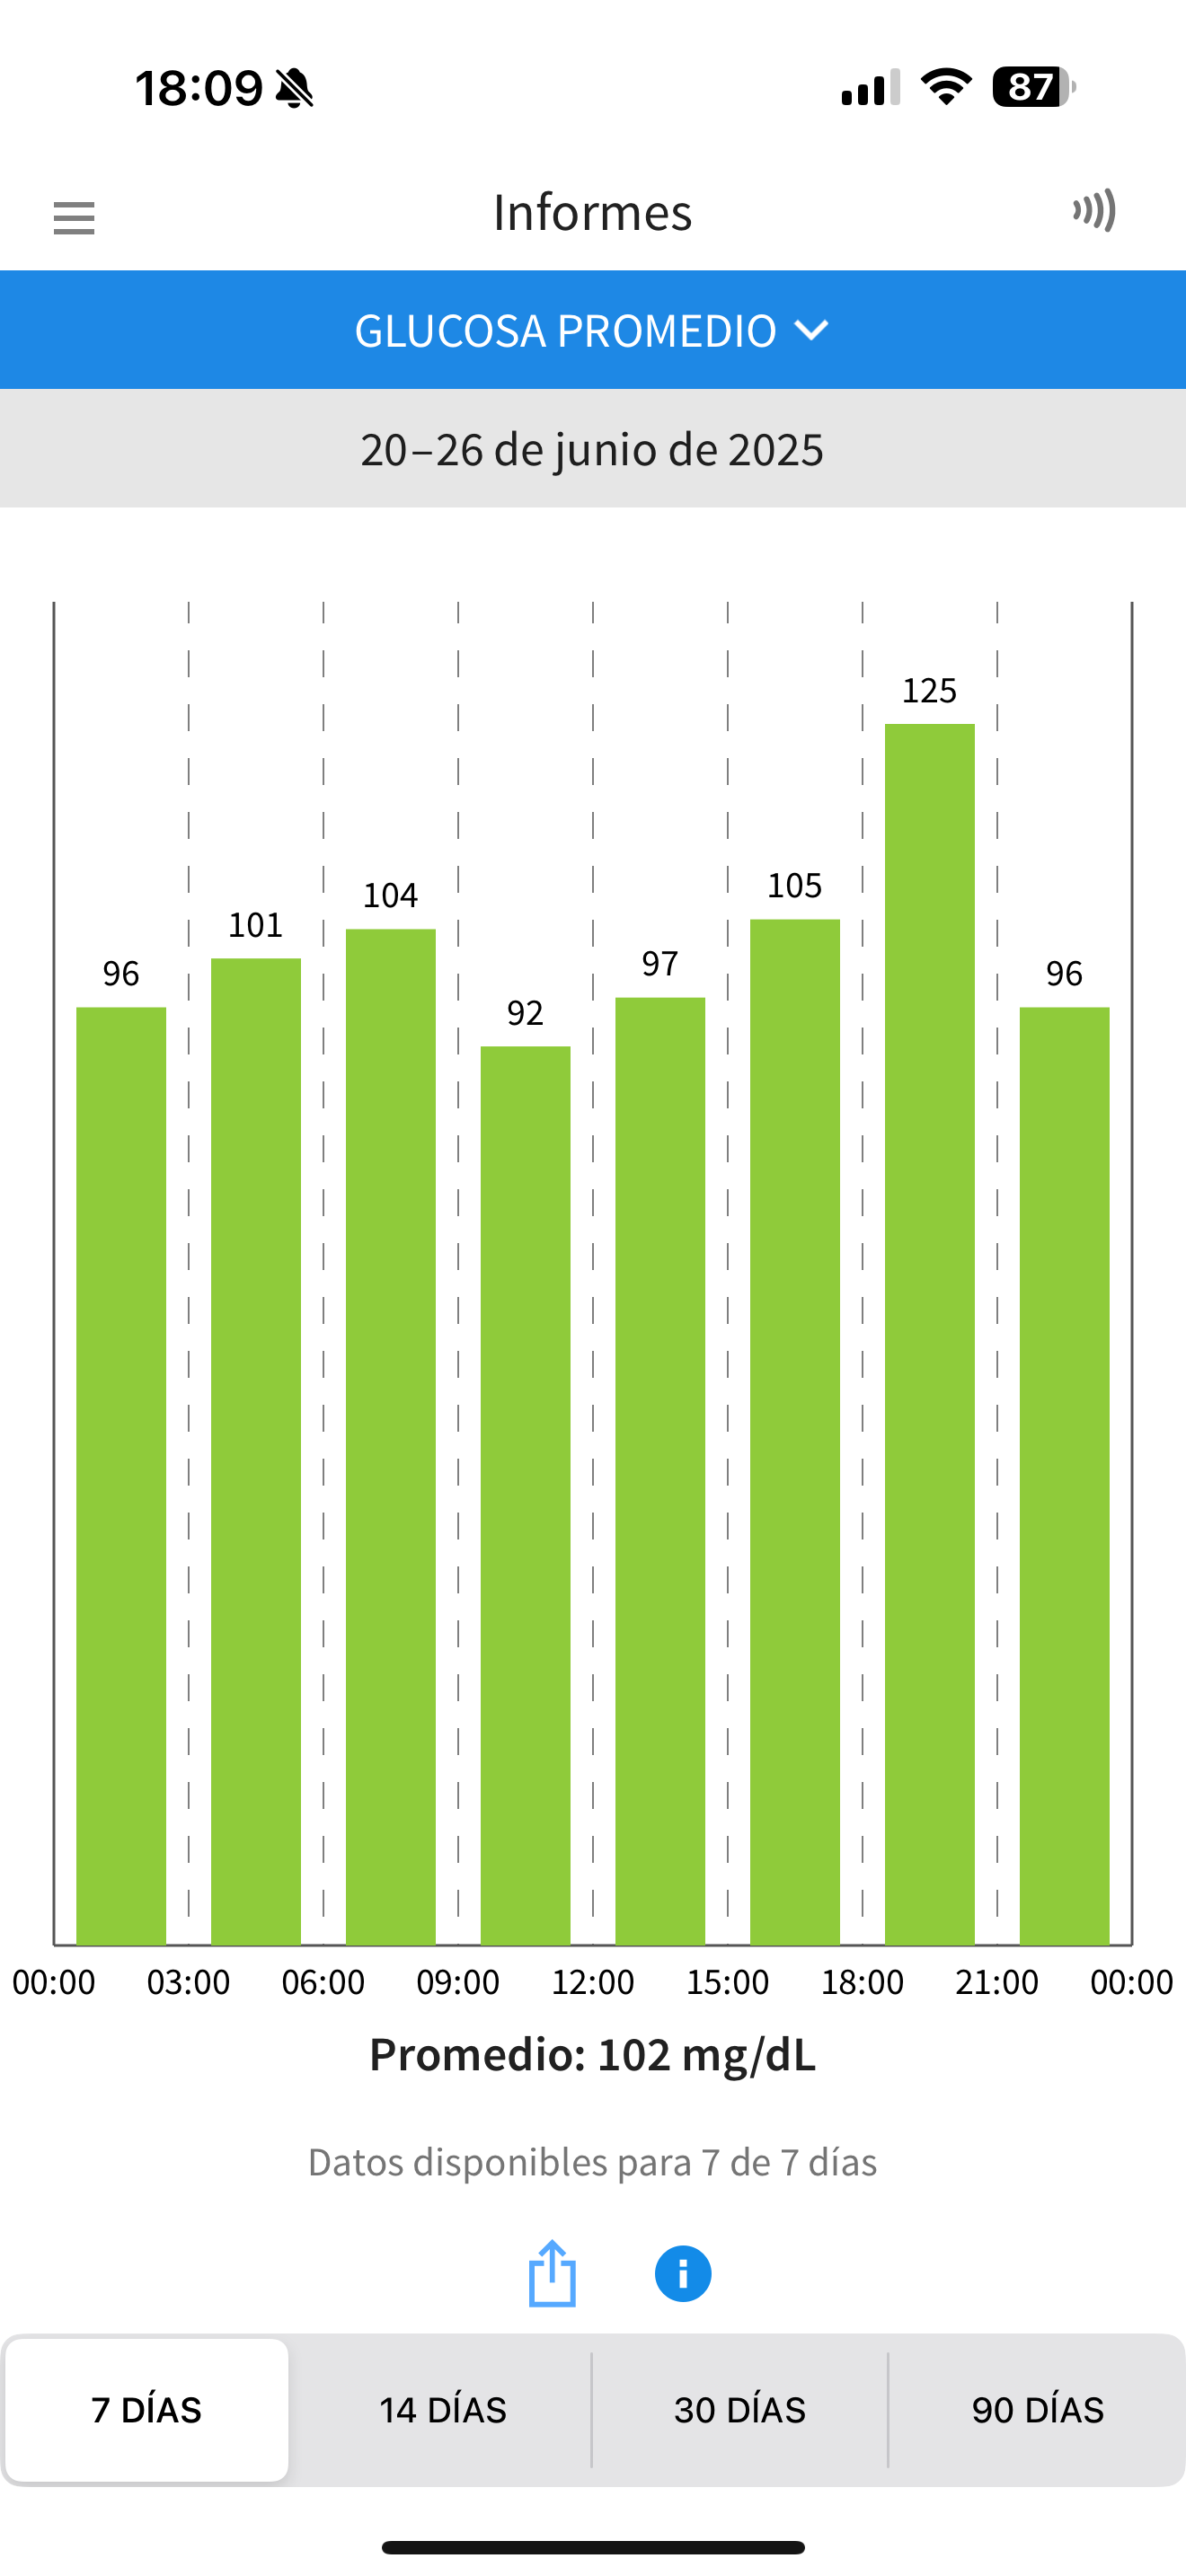 18:09
87
Informes
GLUCOSA PROMEDIO
20–26 de junio de 2025
125
105
104
101
97
96
96
92
00:00 03:00 06:00 09:00 12:00 15:00 18:00 21:00 00:00
Promedio: 102 mg/dL
Datos disponibles para 7 de 7 días
7 DÍAS 14 DÍAS 30 DÍAS 90 DÍAS